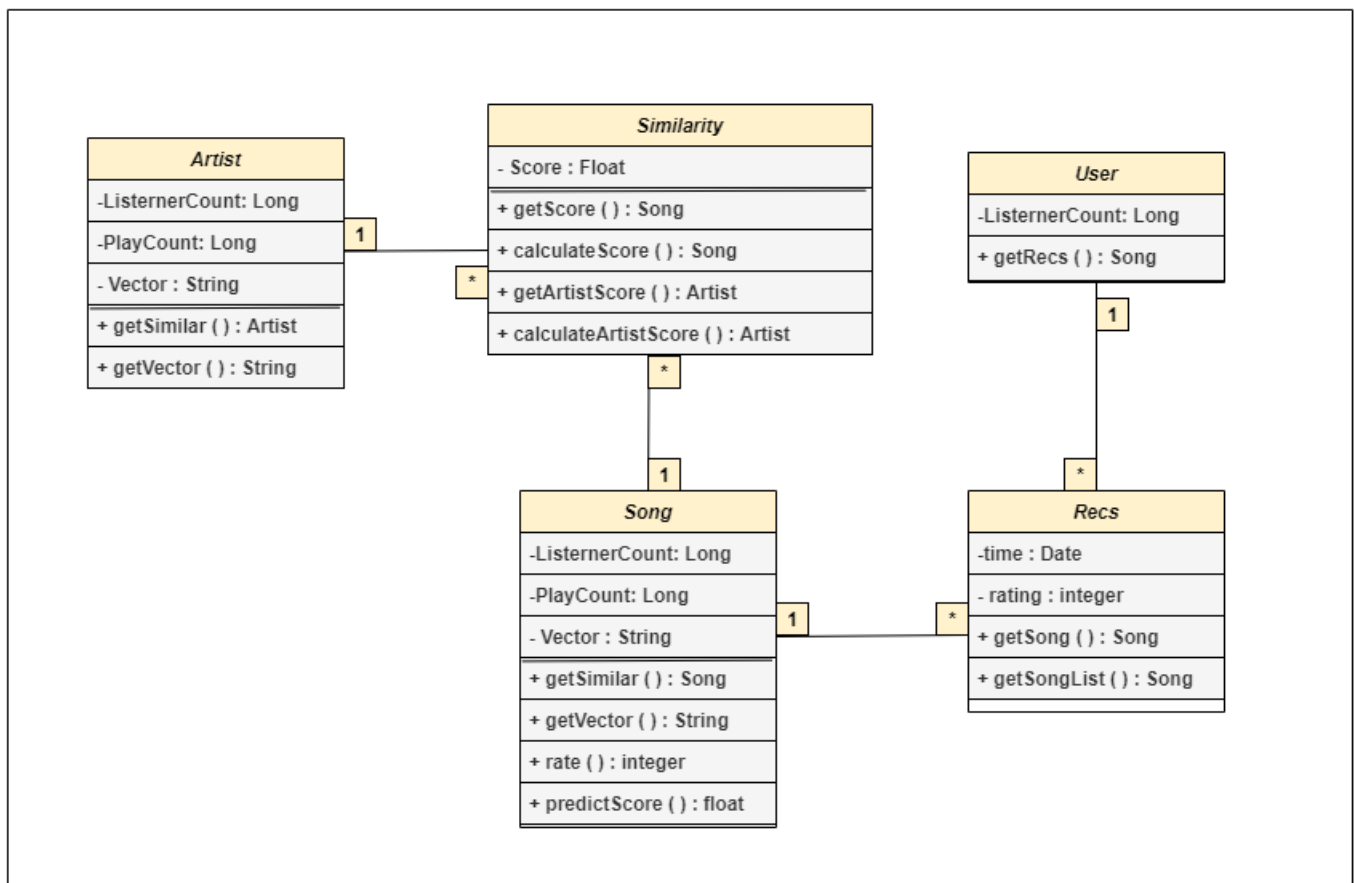 Artist
-ListernerCount: Long
-PlayCount: Long
- Vector : String
+ getSimilar ( ) : Artist
+ getVector ( ) : String
1
*
Similarity
- Score : Float
+ getScore ( ) : Song
+ calculateScore ( ) : Song
+ getArtistScore ( ) : Artist
+ calculateArtistScore ( ) : Artist
*
1
User
-ListernerCount: Long
+ getRecs ( ) : Song
1
*
Song
-ListernerCount: Long
-PlayCount: Long
- Vector : String
+ getSimilar ( ) : Song
+ getVector ( ) : String
+ rate ( ) : integer
+ predictScore ( ) : float
1
*
Recs
-time : Date
- rating : integer
+ getSong ( ) : Song
+ getSongList ( ) : Song